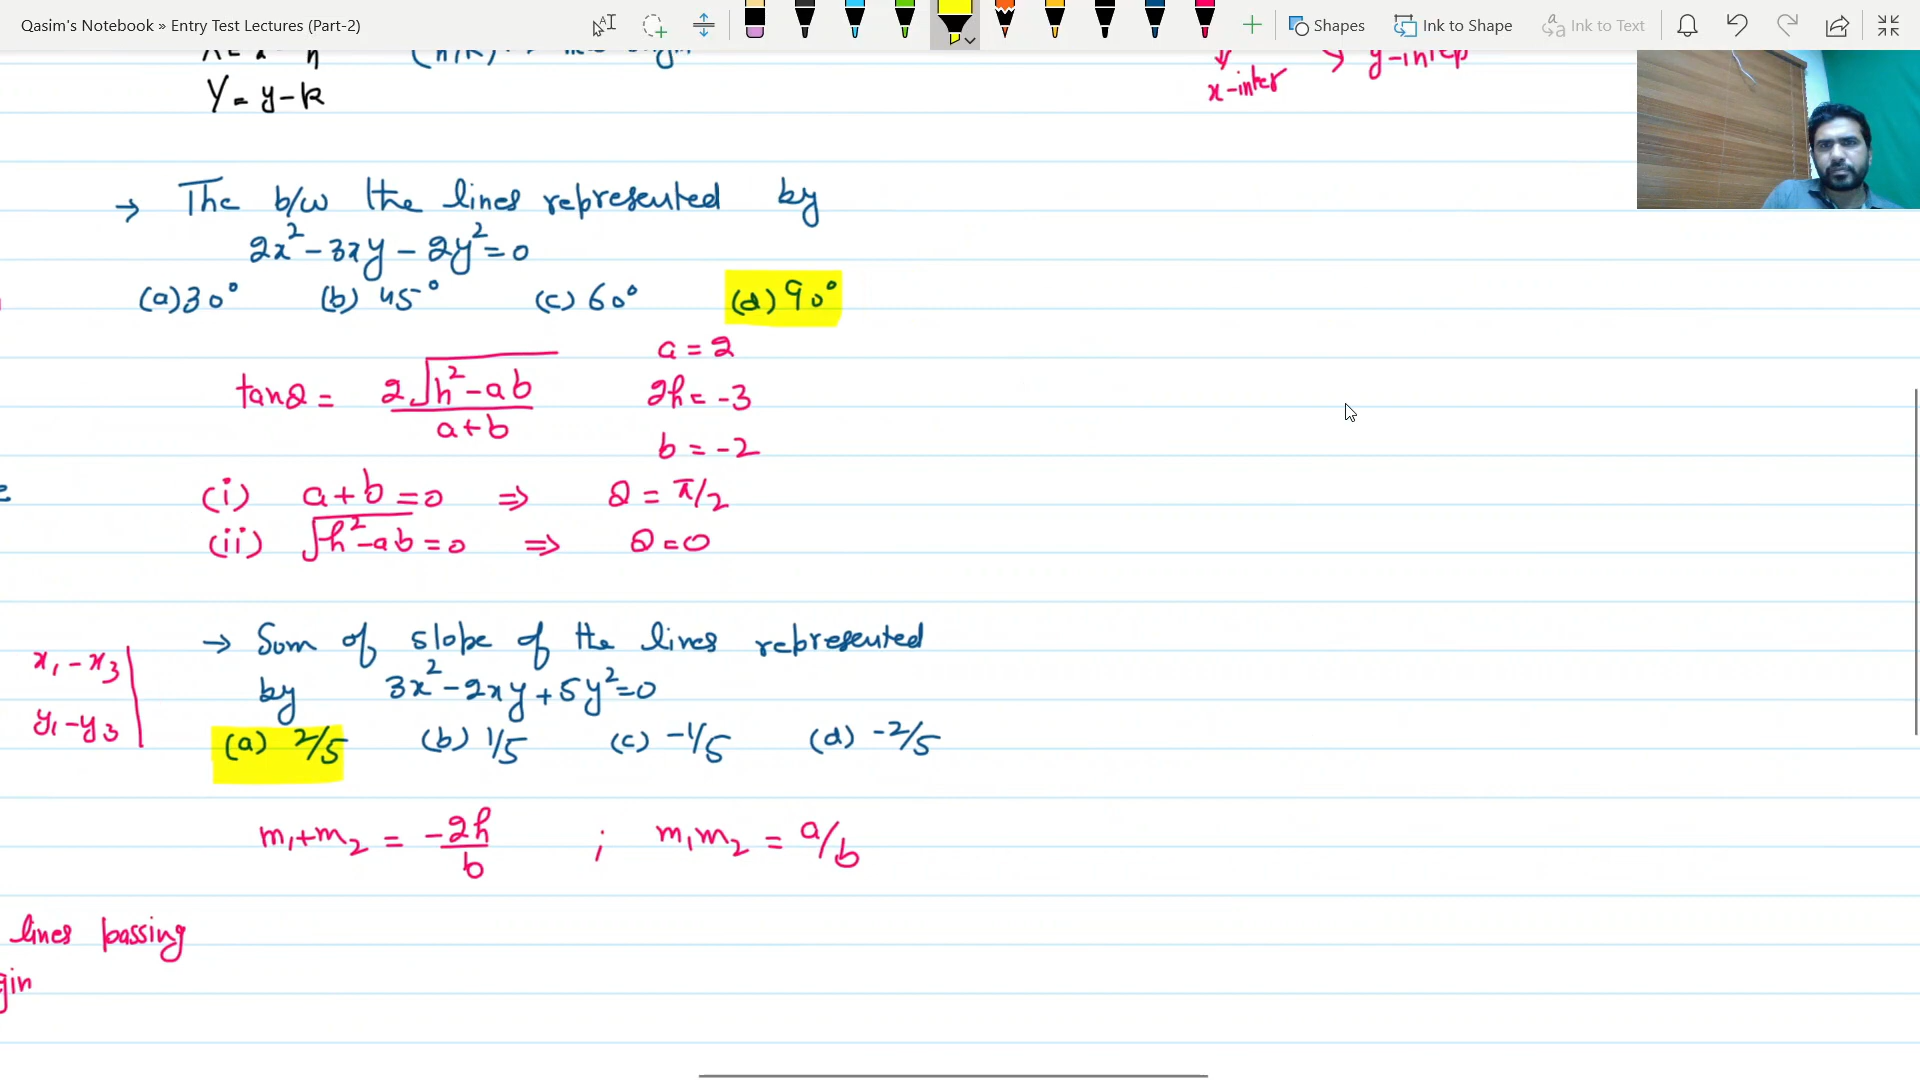 Qasim's Notebook » Entry Test Lectures (Part-2)
Shapes
Ink to Shape
Ink to Text
Y = y-k
x-inter
→ The b/w the lines represented by
2x² - 3xy - 2y² = 0
(a) 30° (b) 45° (c) 60° (d) 90°
tanθ = 2√(h²-ab) / a+b
a = 2
2h = -3
b = -2
(i) a+b = 0 ⇒ θ = π/2
(ii) √(h²-ab) = 0 ⇒ θ = 0
x₁ - x₃
y₁ - y₃
→ Som of slope of the lines represented
by 3x² - 2xy + 5y² = 0
(a) 2/5 (b) 1/5 (c) -1/5 (d) -2/5
m₁+m₂ = -2h/b ; m₁m₂ = a/b
lines passing
gin